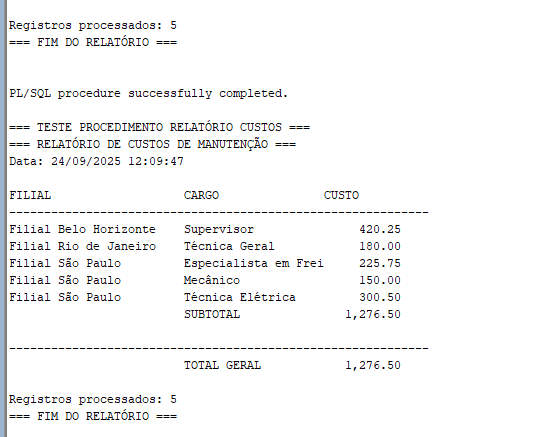 Registros processados: 5
=== FIM DO RELATÓRIO ===
PL/SQL procedure successfully completed.
=== TESTE PROCEDIMENTO RELATÓRIO CUSTOS ===
=== RELATÓRIO DE CUSTOS DE MANUTENÇÃO ===
Data: 24/09/2025 12:09:47
FILIAL CARGO CUSTO
------------------------------------------------------------
Filial Belo Horizonte Supervisor 420.25
Filial Rio de Janeiro Técnica Geral 180.00
Filial São Paulo Especialista em Frei 225.75
Filial São Paulo Mecânico 150.00
Filial São Paulo Técnica Elétrica 300.50
SUBTOTAL 1,276.50
------------------------------------------------------------
TOTAL GERAL 1,276.50
Registros processados: 5
=== FIM DO RELATÓRIO ===